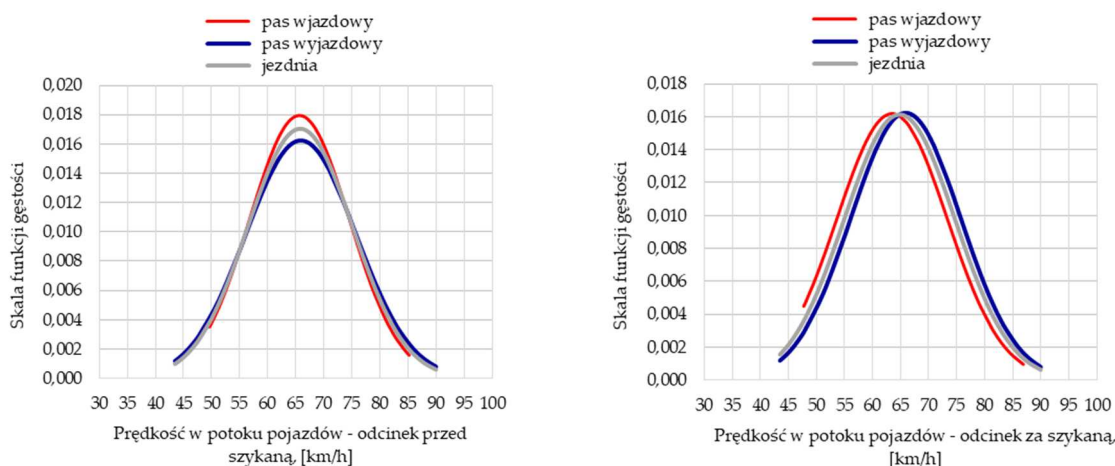 pas wjazdowy
pas wyjazdowy
jezdnia
Skala funkcji gęstości
0,020
0,018
0,016
0,014
0,012
0,010
0,008
0,006
0,004
0,002
0,000
30 35 40 45 50 55 60 65 70 75 80 85 90 95 100
Prędkość w potoku pojazdów - odcinek przed
szykaną, [km/h]
pas wjazdowy
pas wyjazdowy
jezdnia
Skala funkcji gęstości
0,018
0,016
0,014
0,012
0,010
0,008
0,006
0,004
0,002
0,000
30 35 40 45 50 55 60 65 70 75 80 85 90 95 100
Prędkość w potoku pojazdów - odcinek za szykaną,
[km/h]